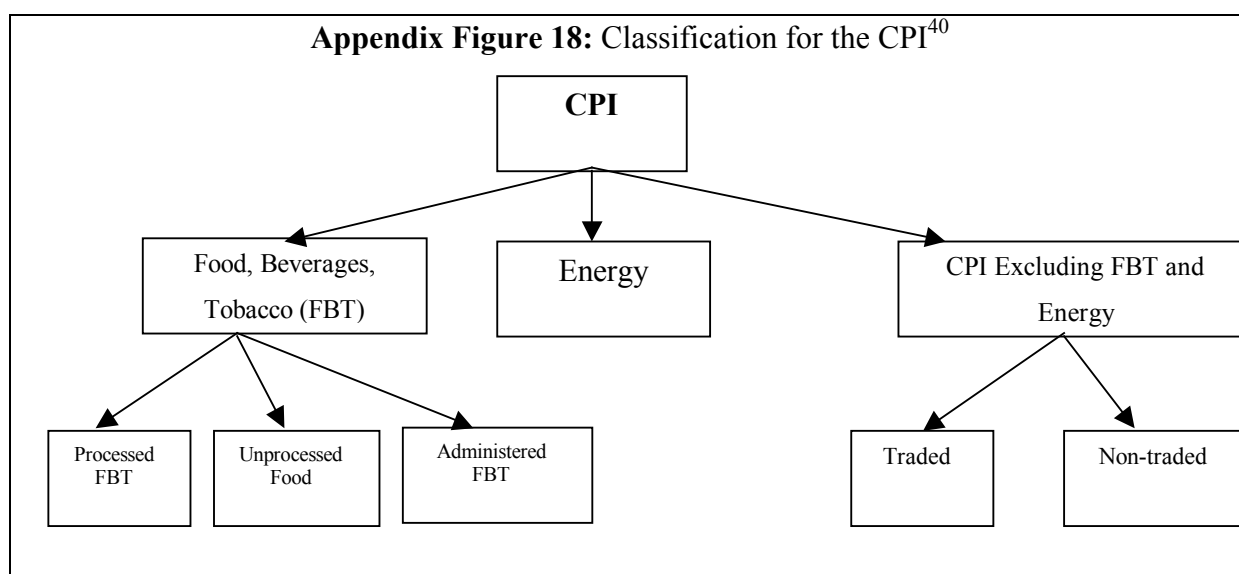 Appendix Figure 18: Classification for the CPI40
CPI
Food, Beverages,
Tobacco (FBT)
Energy
CPI Excluding FBT and
Energy
Processed
FBT
Unprocessed
Food
Administered
FBT
Traded
Non-traded